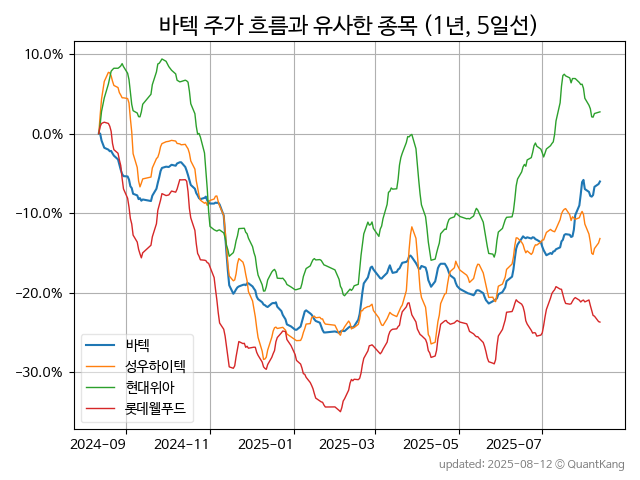 바텍 주가 흐름과 유사한 종목 (1년, 5일선)
10.0%
0.0%
−10.0%
−20.0%
−30.0%
바텍
성우하이텍
현대위아
롯데웰푸드
2024-09 2024-11 2025-01 2025-03 2025-05 2025-07
updated: 2025-08-12 © QuantKang